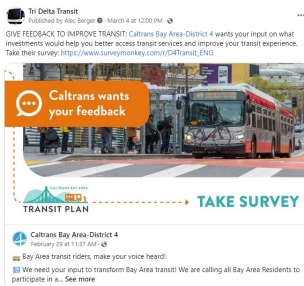 Tri Delta Transit
Published by Alec Berger · March 4 at 12:00 PM ·
GIVE FEEDBACK TO IMPROVE TRANSIT: Caltrans Bay Area-District 4 wants your input on what
investments would help you better access transit services and improve your transit experience.
Take their survey: https://www.surveymonkey.com/r/D4Transit_ENG
Caltrans wants
your feedback
CALTRANS BAY AREA
TRANSIT PLAN
TAKE SURVEY
Caltrans Bay Area-District 4
February 29 at 11:37 AM ·
Bay Area transit riders, make your voice heard!
We need your input to transform Bay Area transit! We are calling all Bay Area Residents to
participate in a... See more